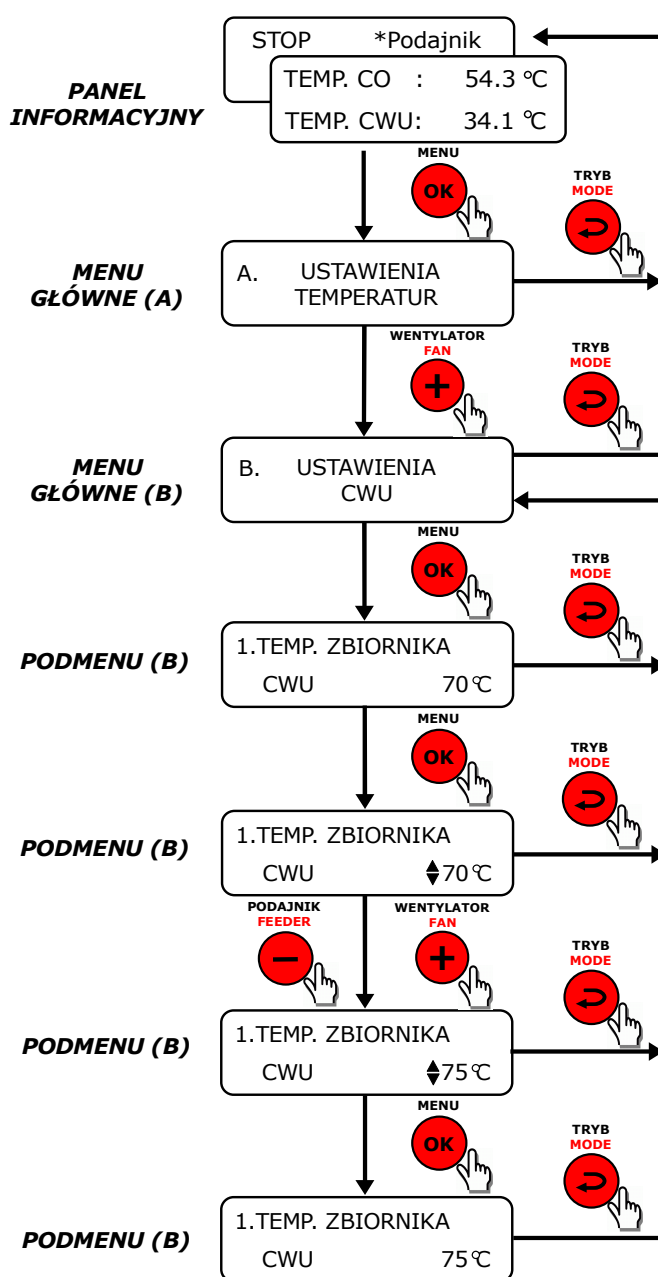 STOP *Podajnik
PANEL
INFORMACYJNY
TEMP. CO : 54.3 °C
TEMP. CWU: 34.1 °C
MENU
OK
TRYB
MODE
MENU
GŁÓWNE (A)
A. USTAWIENIA
TEMPERATUR
WENTYLATOR
FAN
+
TRYB
MODE
MENU
GŁÓWNE (B)
B. USTAWIENIA
CWU
MENU
OK
TRYB
MODE
PODMENU (B)
1.TEMP. ZBIORNIKA
CWU 70°C
MENU
OK
TRYB
MODE
PODMENU (B)
1.TEMP. ZBIORNIKA
CWU 70°C
PODAJNIK
FEEDER
−
WENTYLATOR
FAN
+
TRYB
MODE
PODMENU (B)
1.TEMP. ZBIORNIKA
CWU 75°C
MENU
OK
TRYB
MODE
PODMENU (B)
1.TEMP. ZBIORNIKA
CWU 75°C